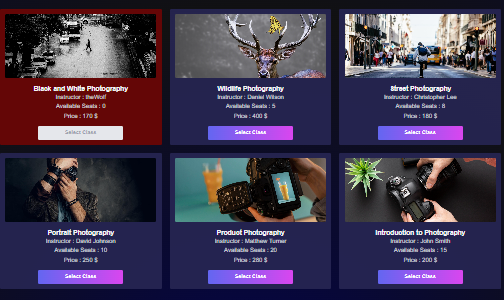 Black and White Photography
Instructor : theWolf
Available Seats : 0
Price : 170 $
Select Class
Wildlife Photography
Instructor : Daniel Wilson
Available Seats : 5
Price : 400 $
Select Class
Street Photography
Instructor : Christopher Lee
Available Seats : 8
Price : 180 $
Select Class
Portrait Photography
Instructor : David Johnson
Available Seats : 10
Price : 250 $
Select Class
Product Photography
Instructor : Matthew Turner
Available Seats : 20
Price : 280 $
Select Class
Introduction to Photography
Instructor : John Smith
Available Seats : 15
Price : 200 $
Select Class